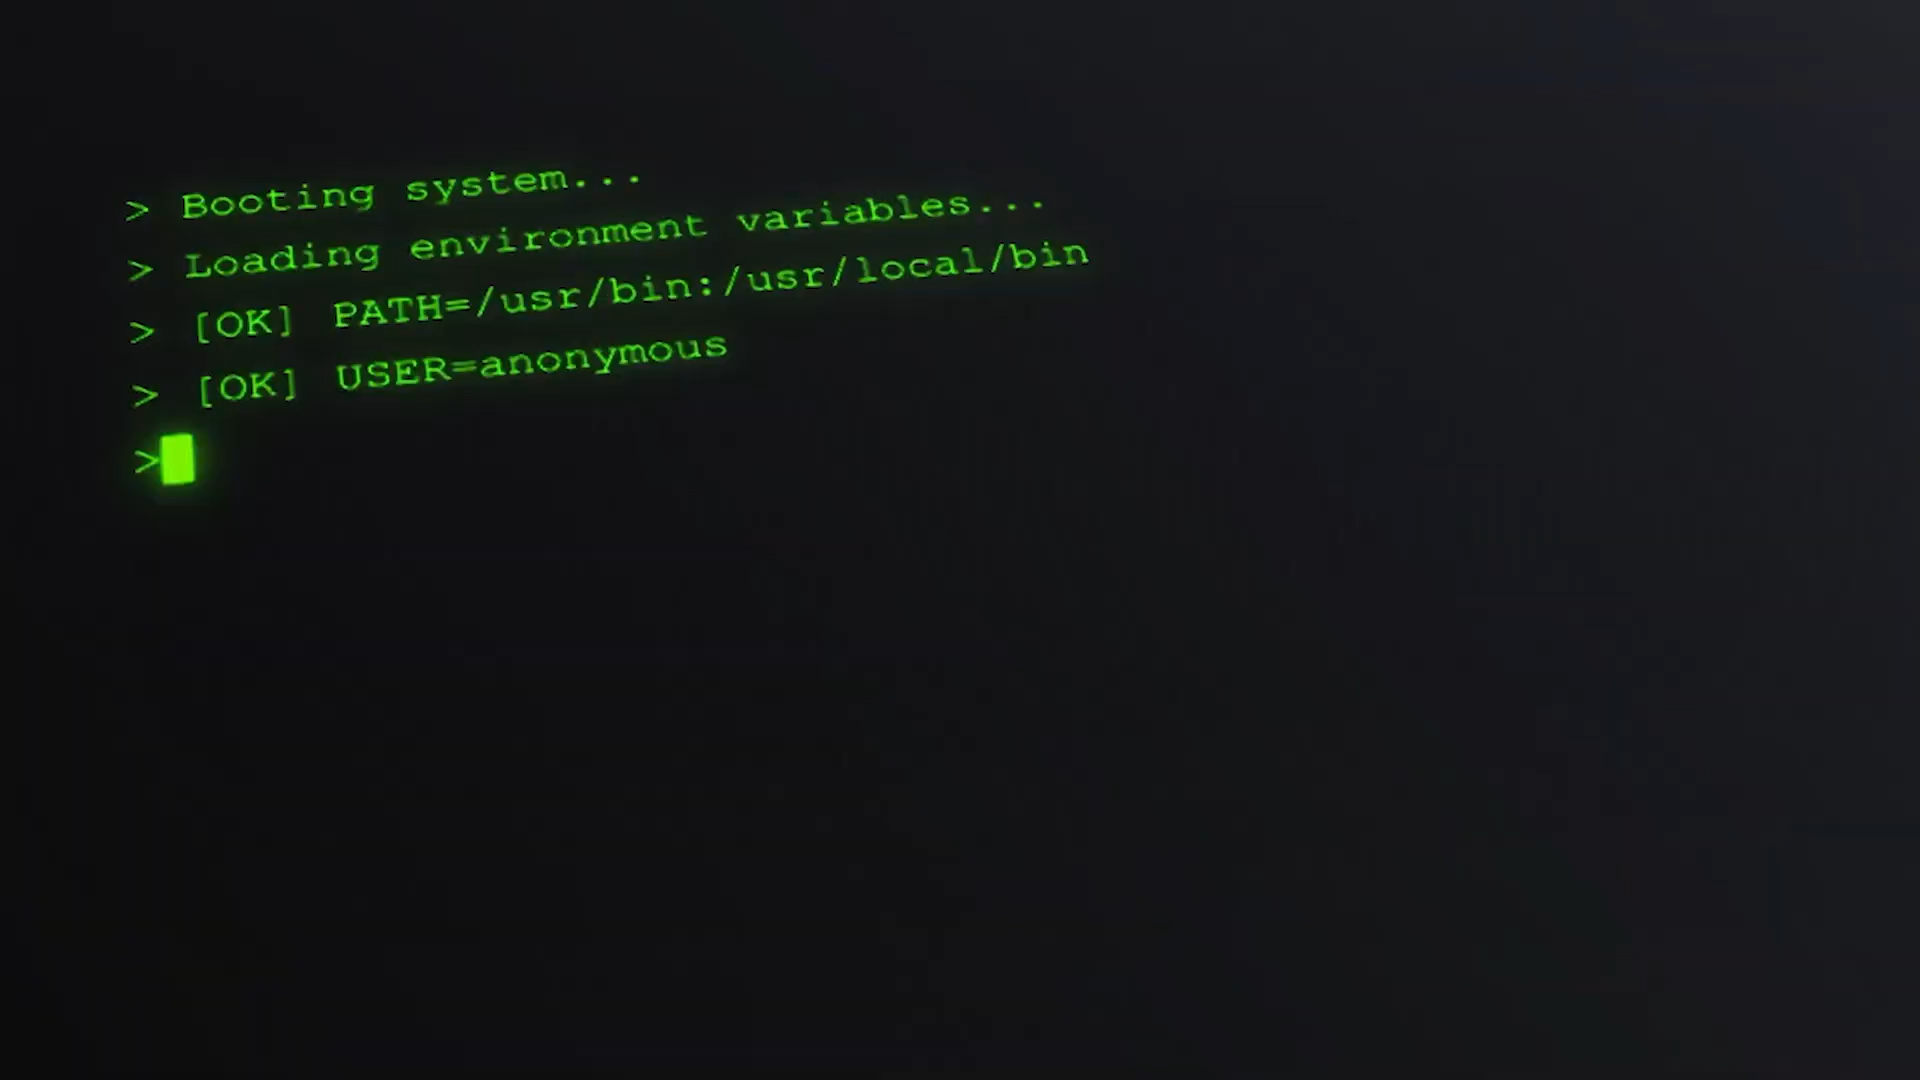 > Booting system...
> Loading environment variables...
> [OK] PATH=/usr/bin:/usr/local/bin
> [OK] USER=anonymous
>